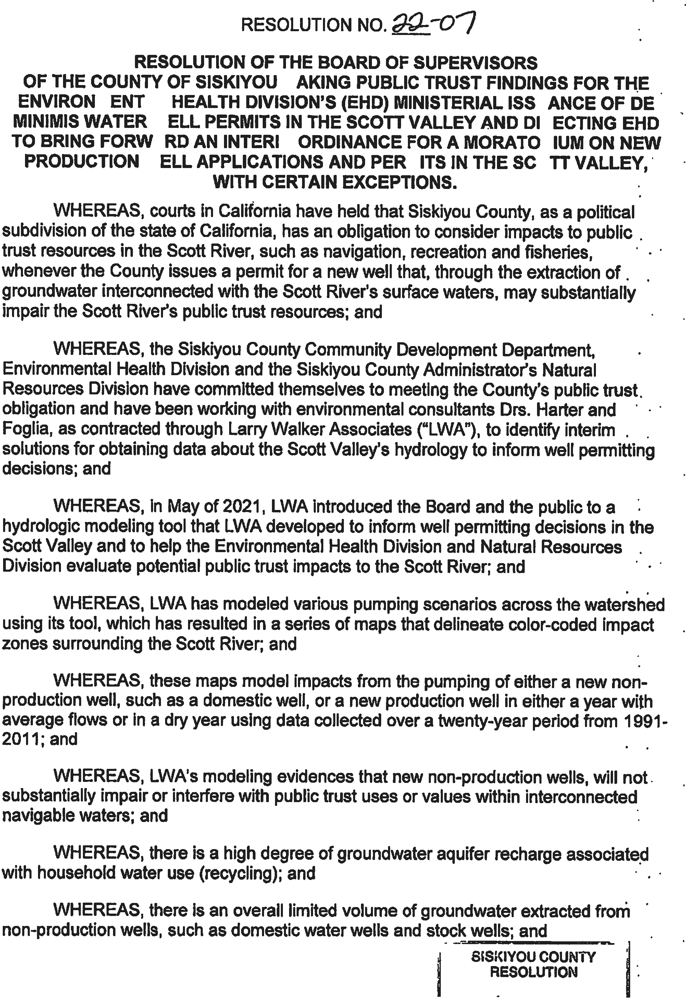 RESOLUTION NO. 22-07
RESOLUTION OF THE BOARD OF SUPERVISORS
OF THE COUNTY OF SISKIYOU AKING PUBLIC TRUST FINDINGS FOR THE
ENVIRON ENT HEALTH DIVISION'S (EHD) MINISTERIAL ISS ANCE OF DE
MINIMIS WATER ELL PERMITS IN THE SCOTT VALLEY AND DI ECTING EHD
TO BRING FORW RD AN INTERI ORDINANCE FOR A MORATO IUM ON NEW
PRODUCTION ELL APPLICATIONS AND PER ITS IN THE SC TT VALLEY,
WITH CERTAIN EXCEPTIONS.
WHEREAS, courts in California have held that Siskiyou County, as a political
subdivision of the state of California, has an obligation to consider impacts to public
trust resources in the Scott River, such as navigation, recreation and fisheries,
whenever the County issues a permit for a new well that, through the extraction of
groundwater interconnected with the Scott River's surface waters, may substantially
impair the Scott River's public trust resources; and
WHEREAS, the Siskiyou County Community Development Department,
Environmental Health Division and the Siskiyou County Administrator's Natural
Resources Division have committed themselves to meeting the County's public trust
obligation and have been working with environmental consultants Drs. Harter and
Foglia, as contracted through Larry Walker Associates ("LWA"), to identify interim
solutions for obtaining data about the Scott Valley's hydrology to inform well permitting
decisions; and
WHEREAS, in May of 2021, LWA introduced the Board and the public to a
hydrologic modeling tool that LWA developed to inform well permitting decisions in the
Scott Valley and to help the Environmental Health Division and Natural Resources
Division evaluate potential public trust impacts to the Scott River; and
WHEREAS, LWA has modeled various pumping scenarios across the watershed
using its tool, which has resulted in a series of maps that delineate color-coded impact
zones surrounding the Scott River; and
WHEREAS, these maps model impacts from the pumping of either a new non-
production well, such as a domestic well, or a new production well in either a year with
average flows or in a dry year using data collected over a twenty-year period from 1991-
2011; and
WHEREAS, LWA's modeling evidences that new non-production wells, will not
substantially impair or interfere with public trust uses or values within interconnected
navigable waters; and
WHEREAS, there is a high degree of groundwater aquifer recharge associated
with household water use (recycling); and
WHEREAS, there is an overall limited volume of groundwater extracted from
non-production wells, such as domestic water wells and stock wells; and
SISKIYOU COUNTY
RESOLUTION